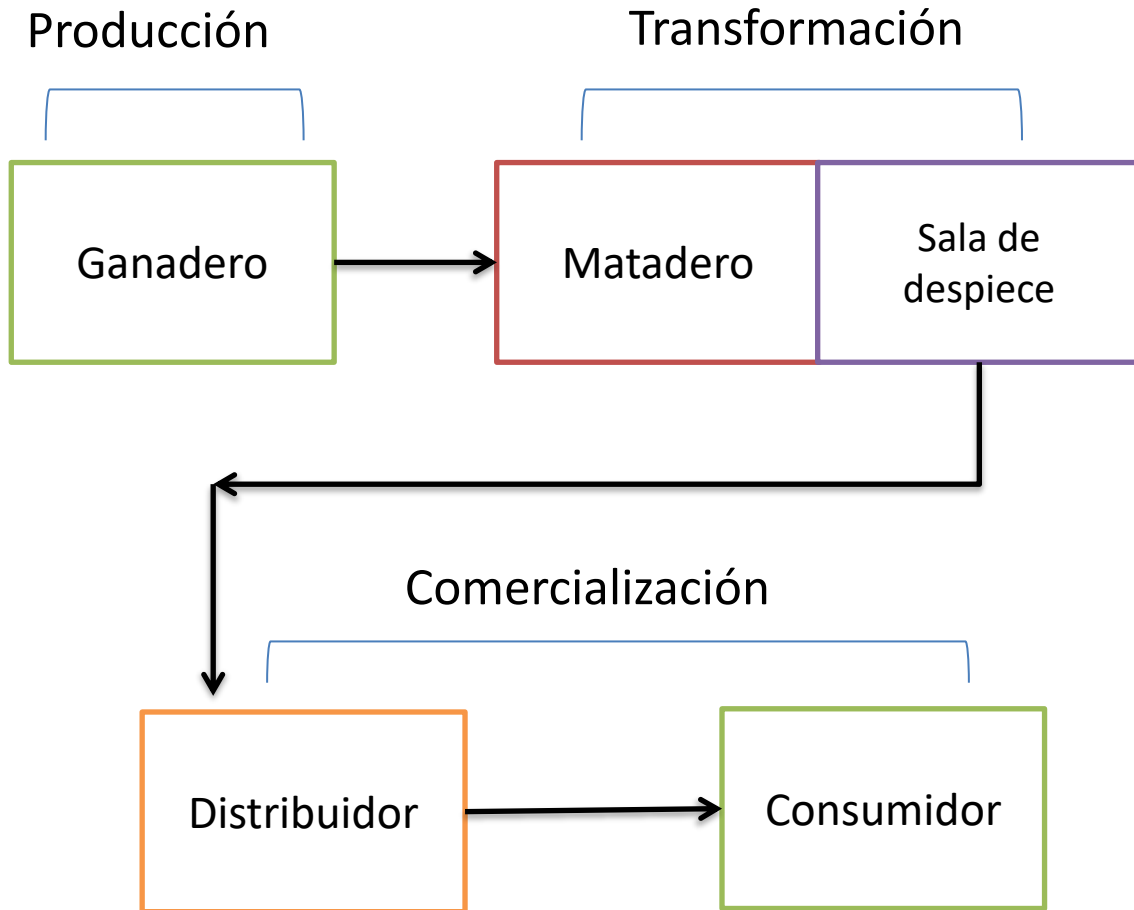 Producción
Transformación
Ganadero
Matadero
Sala de
despiece
Comercialización
Distribuidor
Consumidor